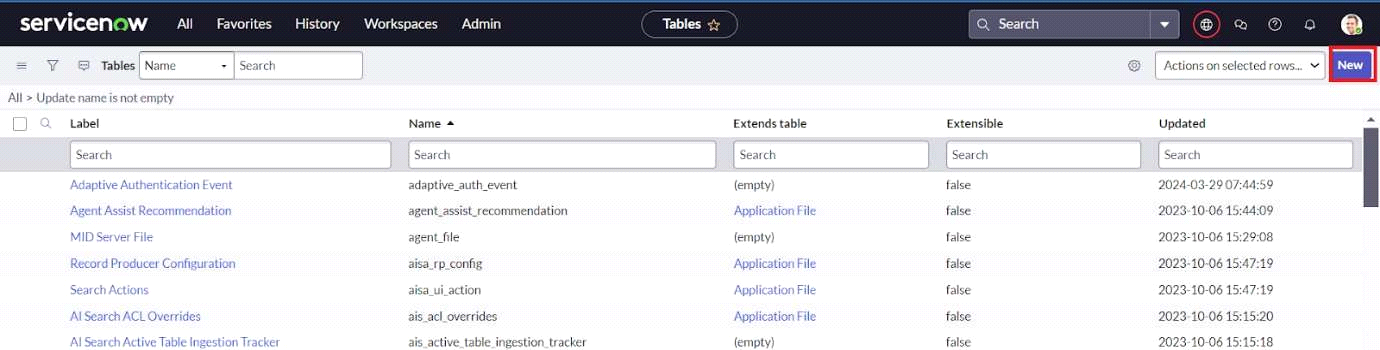 servicenow All Favorites History Workspaces Admin Tables Search
Tables Name Search Actions on selected rows... New
All > Update name is not empty
Label Name Extends table Extensible Updated
Search Search Search Search Search
Adaptive Authentication Event adaptive_auth_event (empty) false 2024-03-29 07:44:59
Agent Assist Recommendation agent_assist_recommendation Application File false 2023-10-06 15:44:09
MID Server File agent_file (empty) false 2023-10-06 15:29:08
Record Producer Configuration aisa_rp_config Application File false 2023-10-06 15:47:19
Search Actions aisa_ui_action Application File false 2023-10-06 15:47:19
AI Search ACL Overrides ais_acl_overrides Application File false 2023-10-06 15:15:20
AI Search Active Table Ingestion Tracker ais_active_table_ingestion_tracker (empty) false 2023-10-06 15:15:18